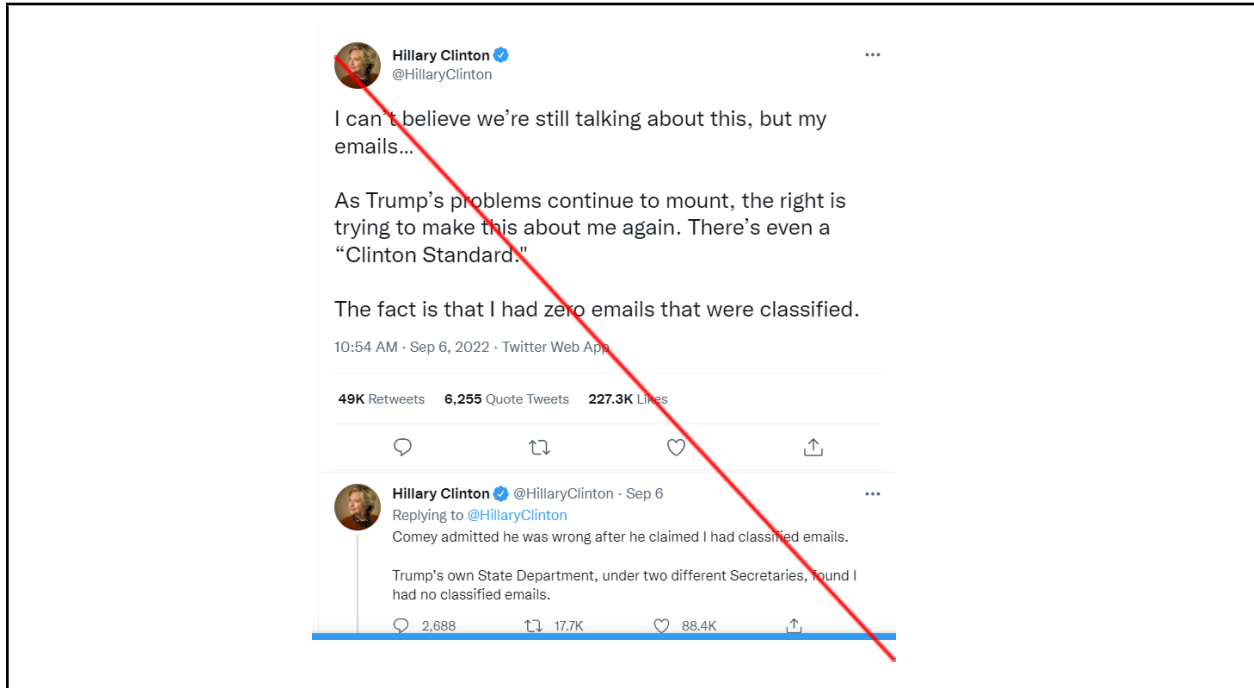 Hillary Clinton
@HillaryClinton
I can't believe we're still talking about this, but my
emails...
As Trump's problems continue to mount, the right is
trying to make this about me again. There's even a
“Clinton Standard."
The fact is that I had zero emails that were classified.
10:54 AM · Sep 6, 2022 · Twitter Web App
49K Retweets 6,255 Quote Tweets 227.3K Likes
Hillary Clinton @HillaryClinton · Sep 6
Replying to @HillaryClinton
Comey admitted he was wrong after he claimed I had classified emails.
Trump's own State Department, under two different Secretaries, found I
had no classified emails.
2,688 17.7K 88.4K